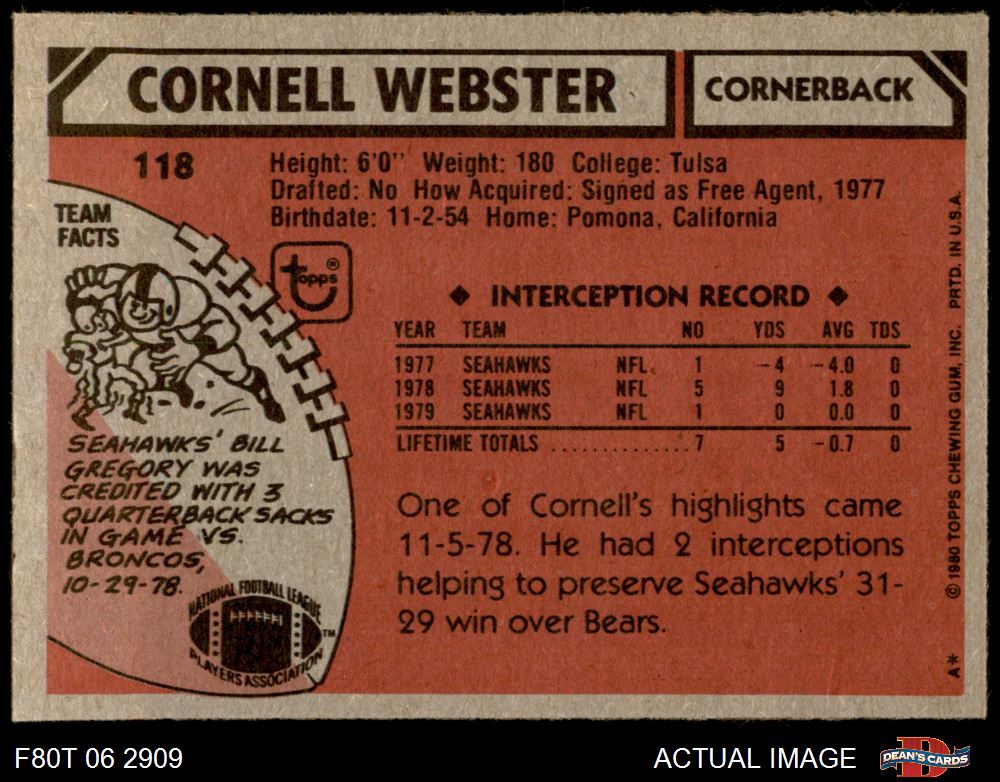 CORNELL WEBSTER
CORNERBACK
118
Height: 6'0" Weight: 180 College: Tulsa
Drafted: No How Acquired: Signed as Free Agent, 1977
Birthdate: 11-2-54 Home: Pomona, California
TEAM
FACTS
topps®
◆ INTERCEPTION RECORD ◆
YEAR TEAM NO YDS AVG TDS
1977 SEAHAWKS NFL 1 -4 -4.0 0
1978 SEAHAWKS NFL 5 9 1.8 0
1979 SEAHAWKS NFL 1 0 0.0 0
LIFETIME TOTALS ............. 7 5 -0.7 0
SEAHAWKS' BILL
GREGORY WAS
CREDITED WITH 3
QUARTERBACK SACKS
IN GAME VS.
BRONCOS,
10-29-78.
NATIONAL FOOTBALL LEAGUE
PLAYERS ASSOCIATION
TM
One of Cornell's highlights came
11-5-78. He had 2 interceptions
helping to preserve Seahawks' 31-
29 win over Bears.
A* © 1980 TOPPS CHEWING GUM, INC. PRTD. IN U.S.A.
F80T 06 2909
ACTUAL IMAGE
DEAN'S CARDS